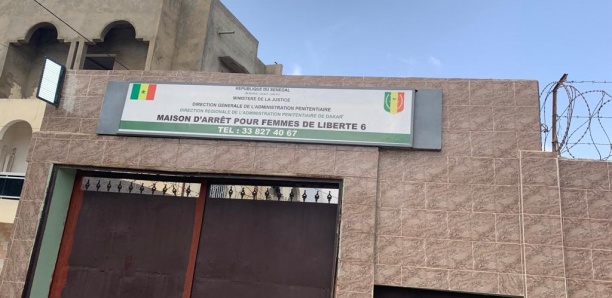 REPUBLIQUE DU SENEGAL
MINISTERE DE LA JUSTICE
DIRECTION GENERALE DE L'ADMINISTRATION PENITENTIAIRE
DIRECTION REGIONALE DE L'ADMINISTRATION PENITENTIAIRE DE DAKAR
MAISON D'ARRÊT POUR FEMMES DE LIBERTE 6
TEL : 33 827 40 67